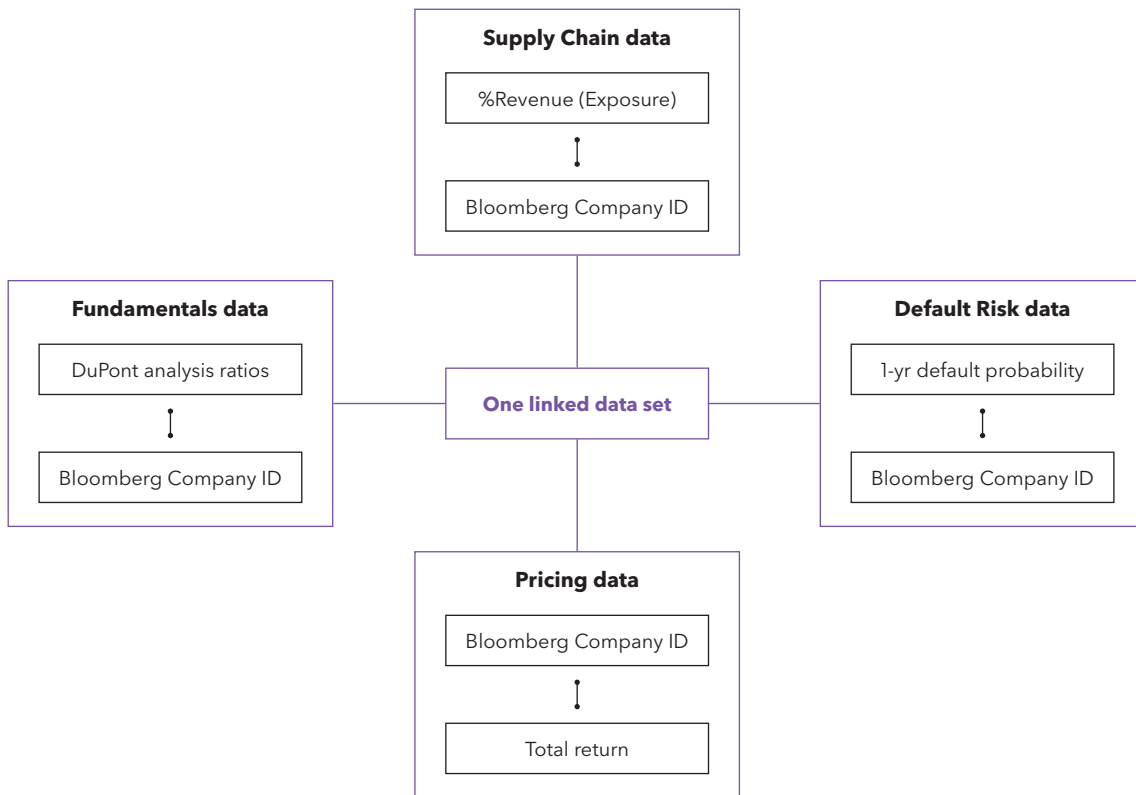 Supply Chain data
%Revenue (Exposure)
Bloomberg Company ID
Fundamentals data
DuPont analysis ratios
Bloomberg Company ID
One linked data set
Default Risk data
1-yr default probability
Bloomberg Company ID
Pricing data
Bloomberg Company ID
Total return